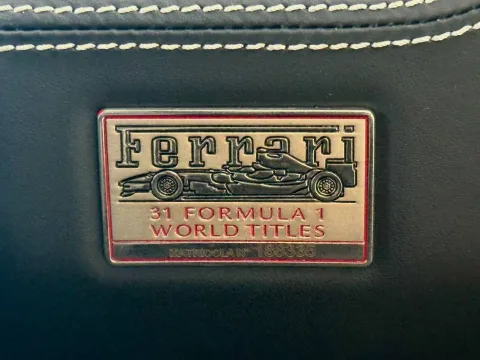 Ferrari
31 FORMULA 1
WORLD TITLES
MATRICOLA N°